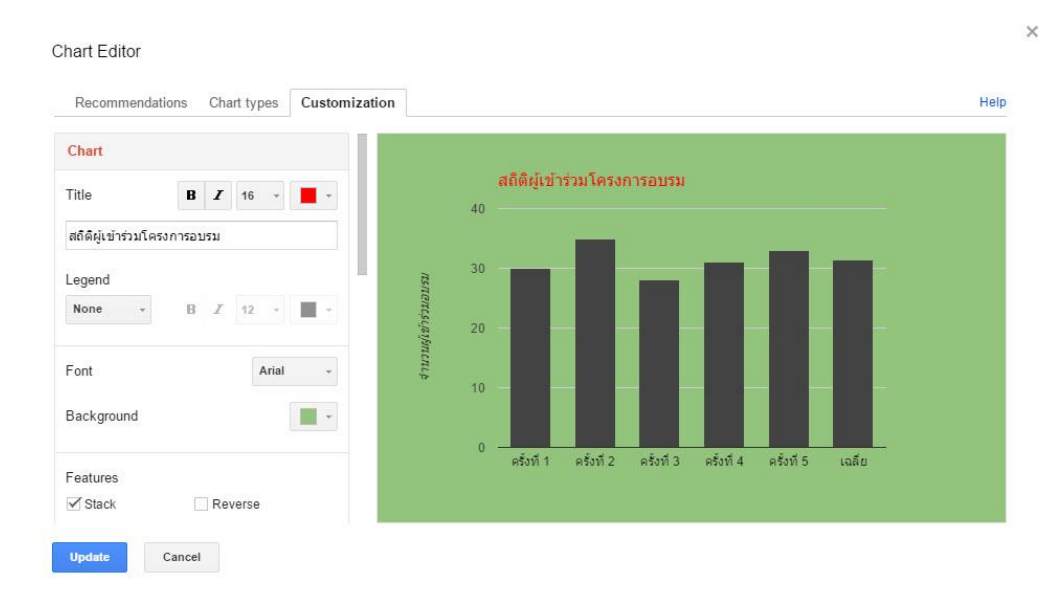 ×
Chart Editor
Recommendations Chart types Customization Help
Chart
Title B I 16
สถิติผู้เข้าร่วมโครงการอบรม
Legend
None B I 12
Font Arial
Background
Features
Stack Reverse
Update Cancel
สถิติผู้เข้าร่วมโครงการอบรม
จำนวนผู้เข้าร่วมอบรม
40
30
20
10
0
ครั้งที่ 1 ครั้งที่ 2 ครั้งที่ 3 ครั้งที่ 4 ครั้งที่ 5 เฉลี่ย